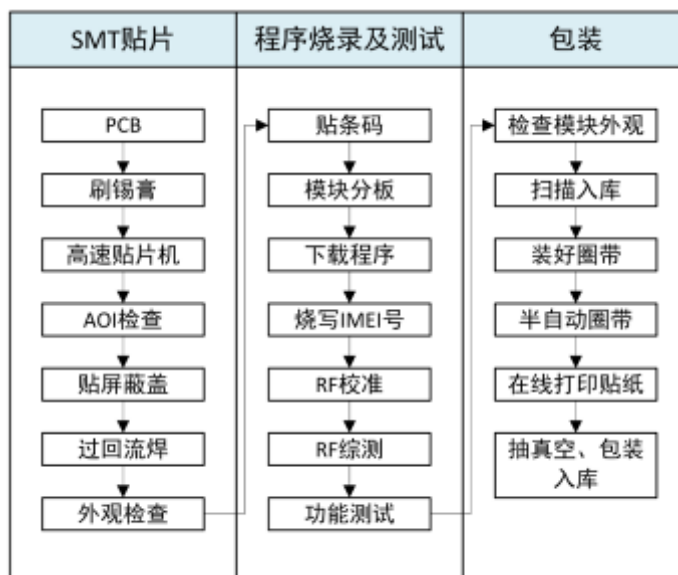 SMT贴片
程序烧录及测试
包装
PCB
刷锡膏
高速贴片机
AOI检查
贴屏蔽盖
过回流焊
外观检查
贴条码
模块分板
下载程序
烧写IMEI号
RF校准
RF综测
功能测试
检查模块外观
扫描入库
装好圈带
半自动圈带
在线打印贴纸
抽真空、包装
入库